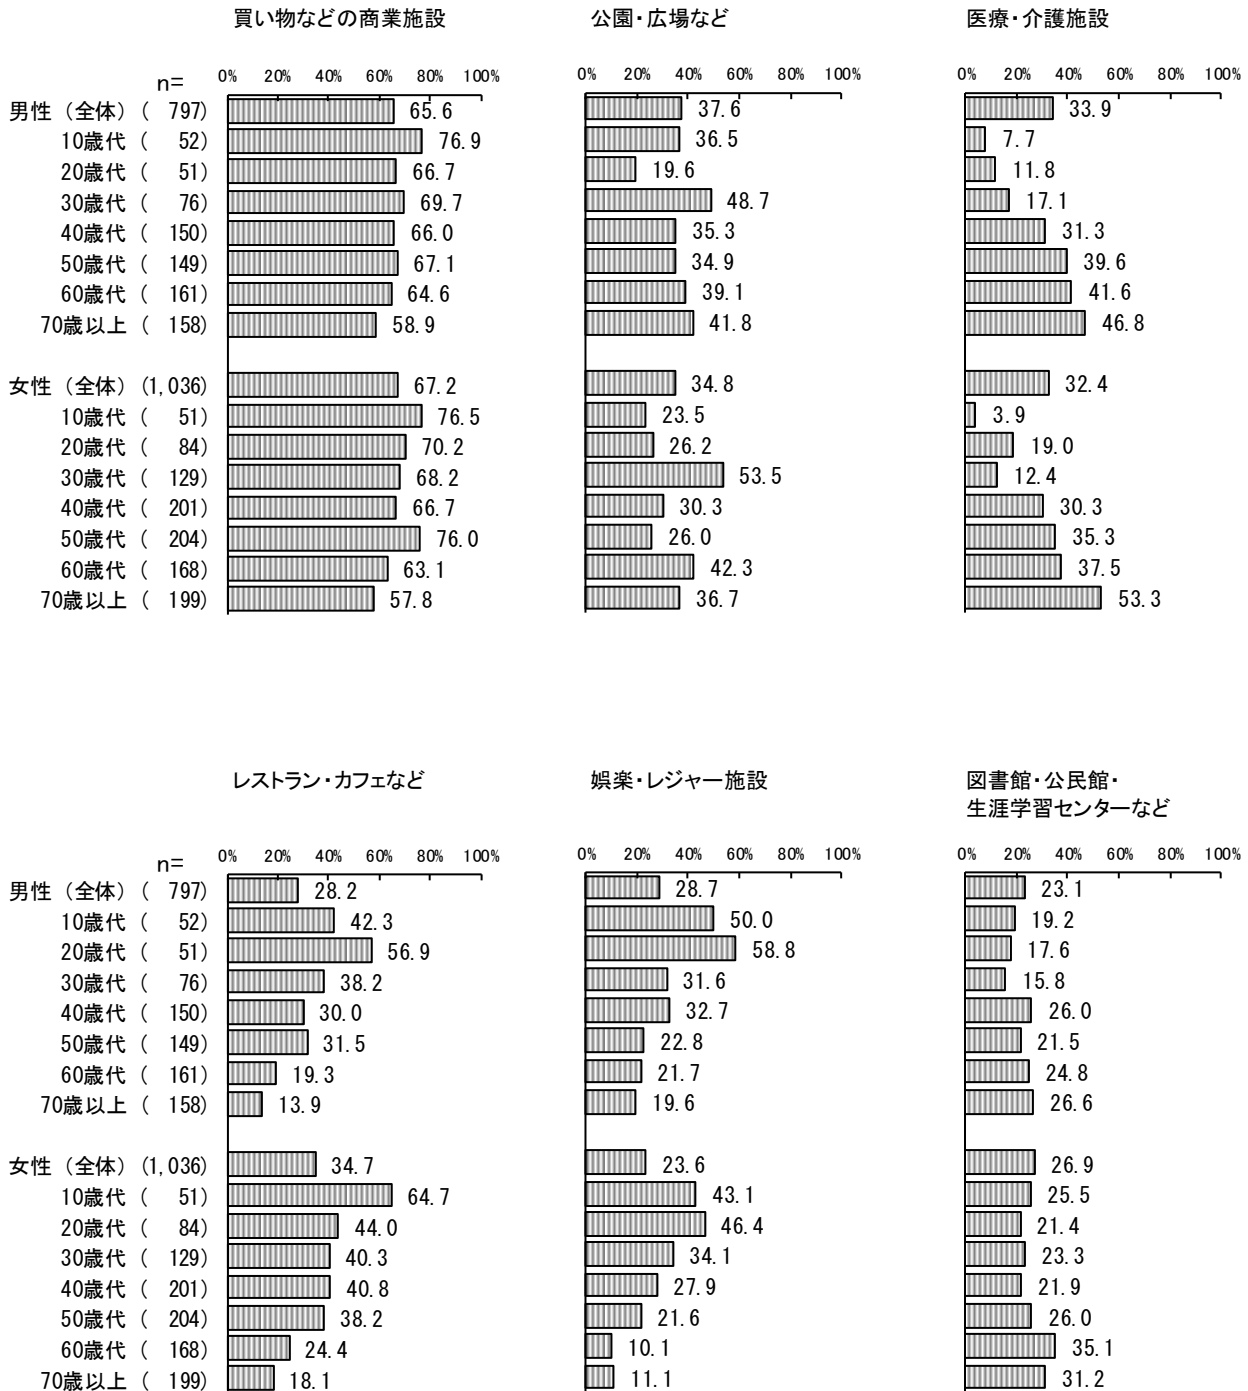 買い物などの商業施設 公園・広場など 医療・介護施設
n= 0% 20% 40% 60% 80% 100% 0% 20% 40% 60% 80% 100% 0% 20% 40% 60% 80% 100%
男性（全体）（ 797） 65.6 37.6 33.9
10歳代（ 52） 76.9 36.5 7.7
20歳代（ 51） 66.7 19.6 11.8
30歳代（ 76） 69.7 48.7 17.1
40歳代（ 150） 66.0 35.3 31.3
50歳代（ 149） 67.1 34.9 39.6
60歳代（ 161） 64.6 39.1 41.6
70歳以上（ 158） 58.9 41.8 46.8
女性（全体）（1,036） 67.2 34.8 32.4
10歳代（ 51） 76.5 23.5 3.9
20歳代（ 84） 70.2 26.2 19.0
30歳代（ 129） 68.2 53.5 12.4
40歳代（ 201） 66.7 30.3 30.3
50歳代（ 204） 76.0 26.0 35.3
60歳代（ 168） 63.1 42.3 37.5
70歳以上（ 199） 57.8 36.7 53.3
レストラン・カフェなど 娯楽・レジャー施設 図書館・公民館・
生涯学習センターなど
n= 0% 20% 40% 60% 80% 100% 0% 20% 40% 60% 80% 100% 0% 20% 40% 60% 80% 100%
男性（全体）（ 797） 28.2 28.7 23.1
10歳代（ 52） 42.3 50.0 19.2
20歳代（ 51） 56.9 58.8 17.6
30歳代（ 76） 38.2 31.6 15.8
40歳代（ 150） 30.0 32.7 26.0
50歳代（ 149） 31.5 22.8 21.5
60歳代（ 161） 19.3 21.7 24.8
70歳以上（ 158） 13.9 19.6 26.6
女性（全体）（1,036） 34.7 23.6 26.9
10歳代（ 51） 64.7 43.1 25.5
20歳代（ 84） 44.0 46.4 21.4
30歳代（ 129） 40.3 34.1 23.3
40歳代（ 201） 40.8 27.9 21.9
50歳代（ 204） 38.2 21.6 26.0
60歳代（ 168） 24.4 10.1 35.1
70歳以上（ 199） 18.1 11.1 31.2